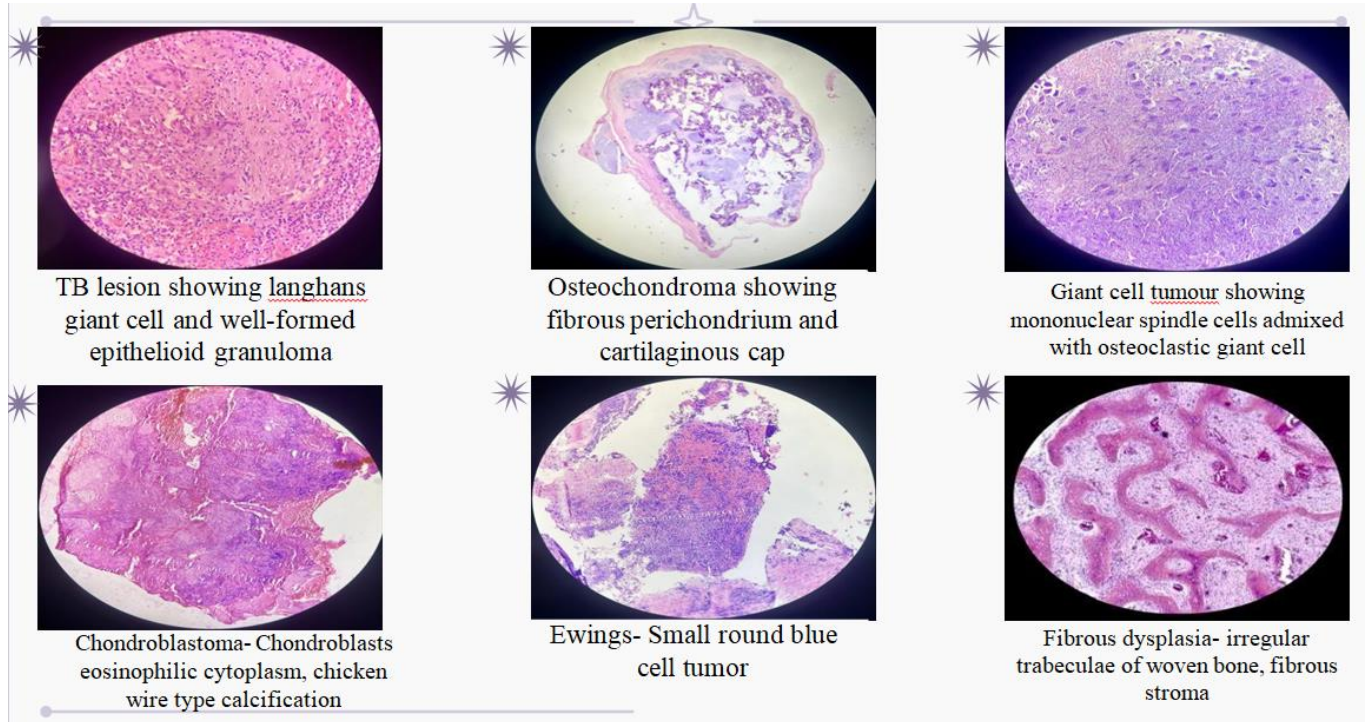 TB lesion showing langhans
giant cell and well-formed
epithelioid granuloma
Osteochondroma showing
fibrous perichondrium and
cartilaginous cap
Giant cell tumour showing
mononuclear spindle cells admixed
with osteoclastic giant cell
Chondroblastoma- Chondroblasts
eosinophilic cytoplasm, chicken
wire type calcification
Ewings- Small round blue
cell tumor
Fibrous dysplasia- irregular
trabeculae of woven bone, fibrous
stroma